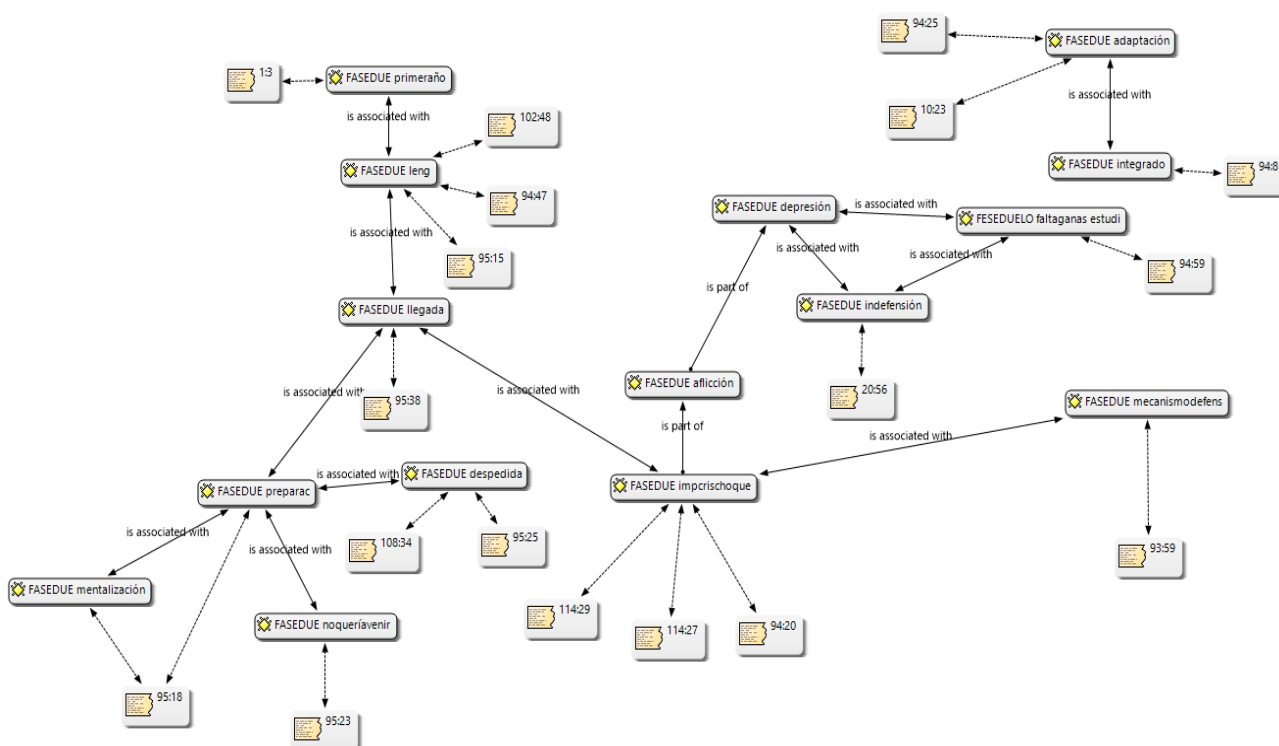 94:25
FASEDUE adaptación
1:3
FASEDUE primeraño
is associated with
is associated with
102:48
10:23
FASEDUE leng
FASEDUE integrado
94:8
94:47
FASEDUE depresión
is associated with
FESEDUELO faltaganas estudi
is associated with
is associated with
is associated with
95:15
94:59
is part of
FASEDUE llegada
FASEDUE indefensión
is associated with
is associated with
FASEDUE aflicción
95:38
20:56
FASEDUE mecanismodefens
is part of
is associated with
is associated with
FASEDUE despedida
FASEDUE preparac
FASEDUE impcrischoque
is associated with
is associated with
108:34
95:25
93:59
FASEDUE mentalización
FASEDUE noqueríavenir
114:29
114:27
94:20
95:18
95:23